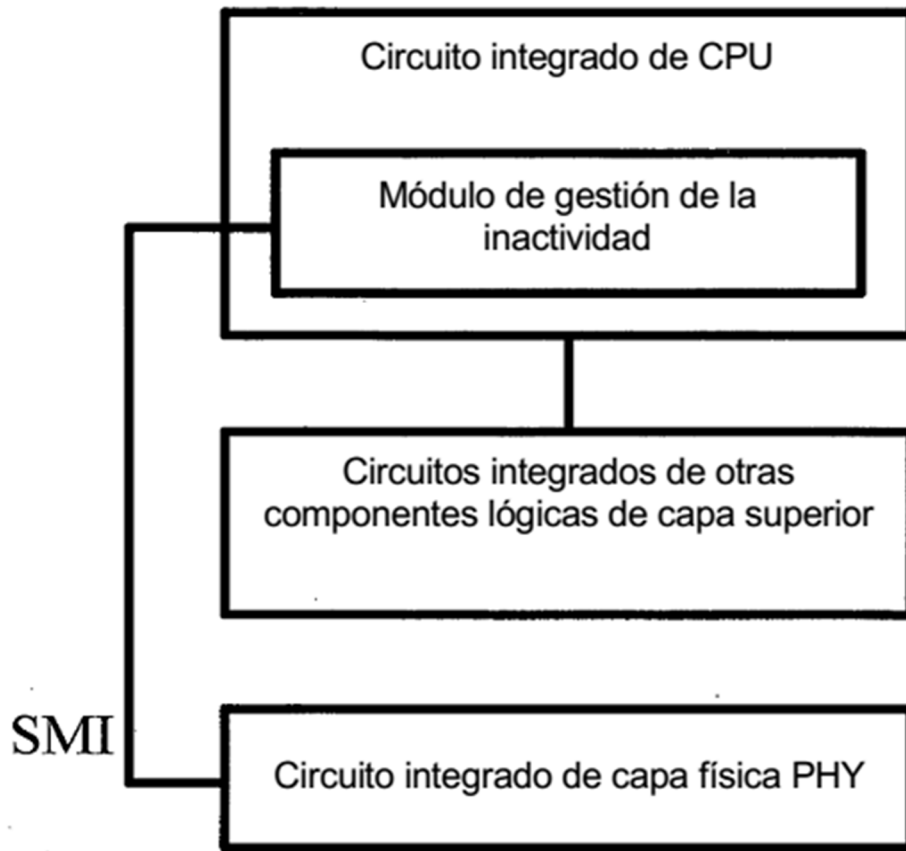 Circuito integrado de CPU
Módulo de gestión de la
inactividad
Circuitos integrados de otras
componentes lógicas de capa superior
SMI
Circuito integrado de capa física PHY